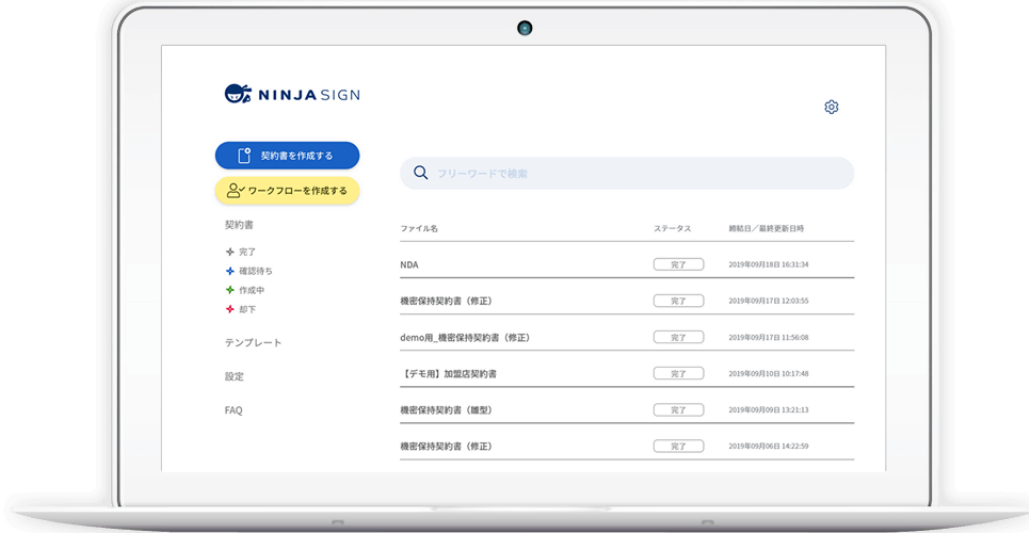 NINJA SIGN
契約書を作成する
ワークフローを作成する
契約書
完了
確認待ち
作成中
却下
テンプレート
設定
FAQ
フリーワードで検索
ファイル名 ステータス 締結日／最終更新日時
NDA 完了 2019年09月18日 16:31:34
機密保持契約書（修正） 完了 2019年09月17日 12:03:55
demo用_機密保持契約書（修正） 完了 2019年09月17日 11:56:08
【デモ用】加盟店契約書 完了 2019年09月10日 10:17:48
機密保持契約書（雛型） 完了 2019年09月09日 13:21:13
機密保持契約書（修正） 完了 2019年09月06日 14:22:59